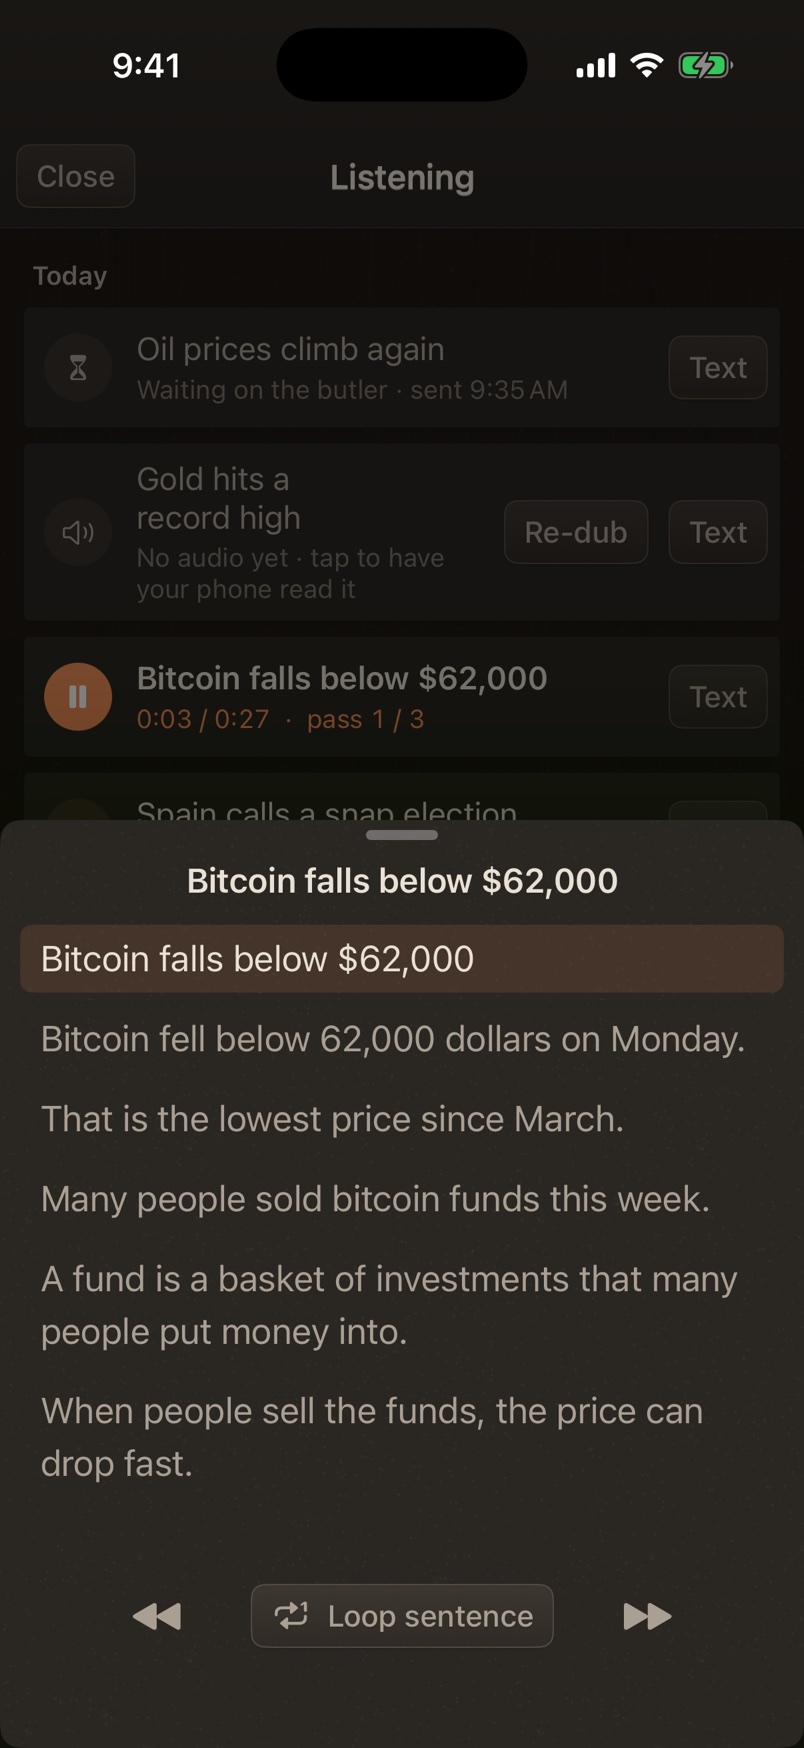 9:41
Close
Listening
Today
Oil prices climb again
Waiting on the butler · sent 9:35 AM
Text
Gold hits a
record high
No audio yet · tap to have
your phone read it
Re-dub
Text
Bitcoin falls below $62,000
0:03 / 0:27 · pass 1 / 3
Text
Spain calls a snap election
Bitcoin falls below $62,000
Bitcoin falls below $62,000
Bitcoin fell below 62,000 dollars on Monday.
That is the lowest price since March.
Many people sold bitcoin funds this week.
A fund is a basket of investments that many
people put money into.
When people sell the funds, the price can
drop fast.
Loop sentence